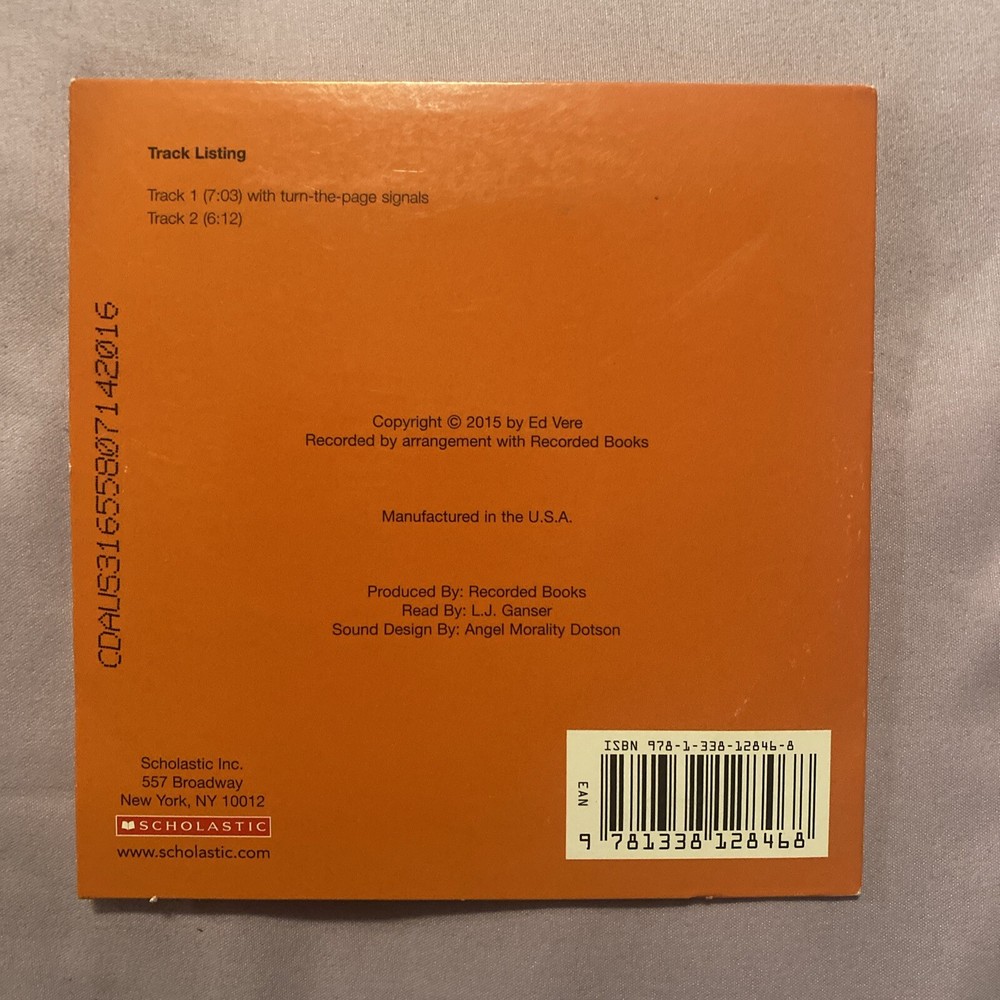 Track Listing
Track 1 (7:03) with turn-the-page signals
Track 2 (6:12)
CDAUS31655807142016
Copyright © 2015 by Ed Vere
Recorded by arrangement with Recorded Books
Manufactured in the U.S.A.
Produced By: Recorded Books
Read By: L.J. Ganser
Sound Design By: Angel Morality Dotson
Scholastic Inc.
557 Broadway
New York, NY 10012
SCHOLASTIC
www.scholastic.com
ISBN 978-1-338-12846-8
EAN
9 781338 128468